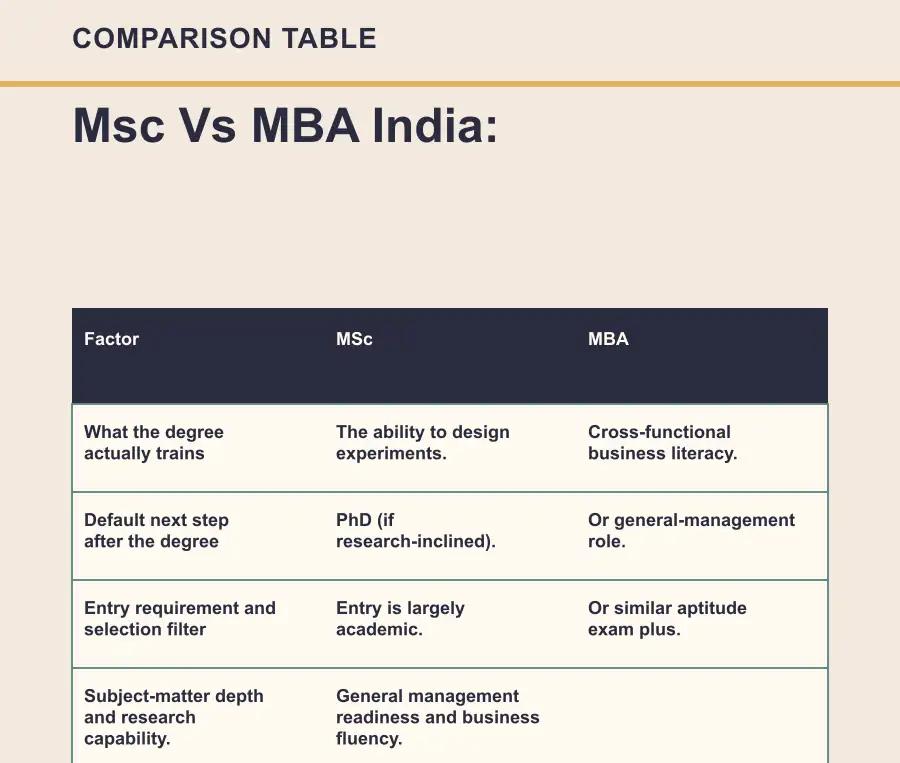 COMPARISON TABLE
Msc Vs MBA India:
Factor
MSc
MBA
What the degree
actually trains
The ability to design
experiments.
Cross-functional
business literacy.
Default next step
after the degree
PhD (if
research-inclined).
Or general-management
role.
Entry requirement and
selection filter
Entry is largely
academic.
Or similar aptitude
exam plus.
Subject-matter depth
and research
capability.
General management
readiness and business
fluency.